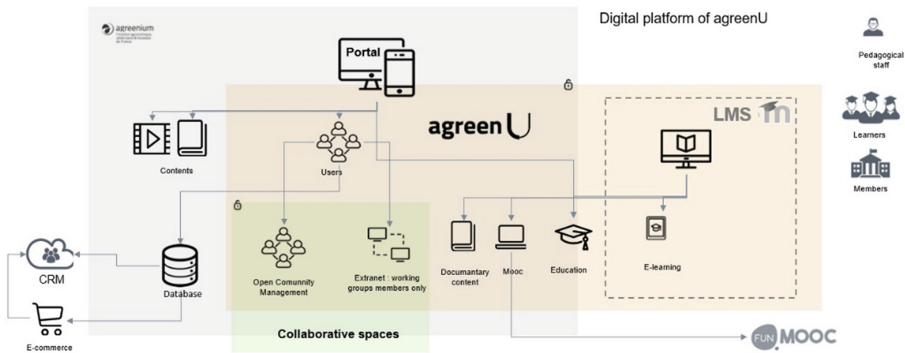 Digital platform of agreenU
agreenium
Portal
Pedagogical
staff
LMS
agreenU
Learners
Contents
Users
Members
CRM
Database
Open Comunnity
Management
Extranet : working
groups members only
Documantary
content
Mooc
Education
E-learning
Collaborative spaces
E-commerce
FUN MOOC